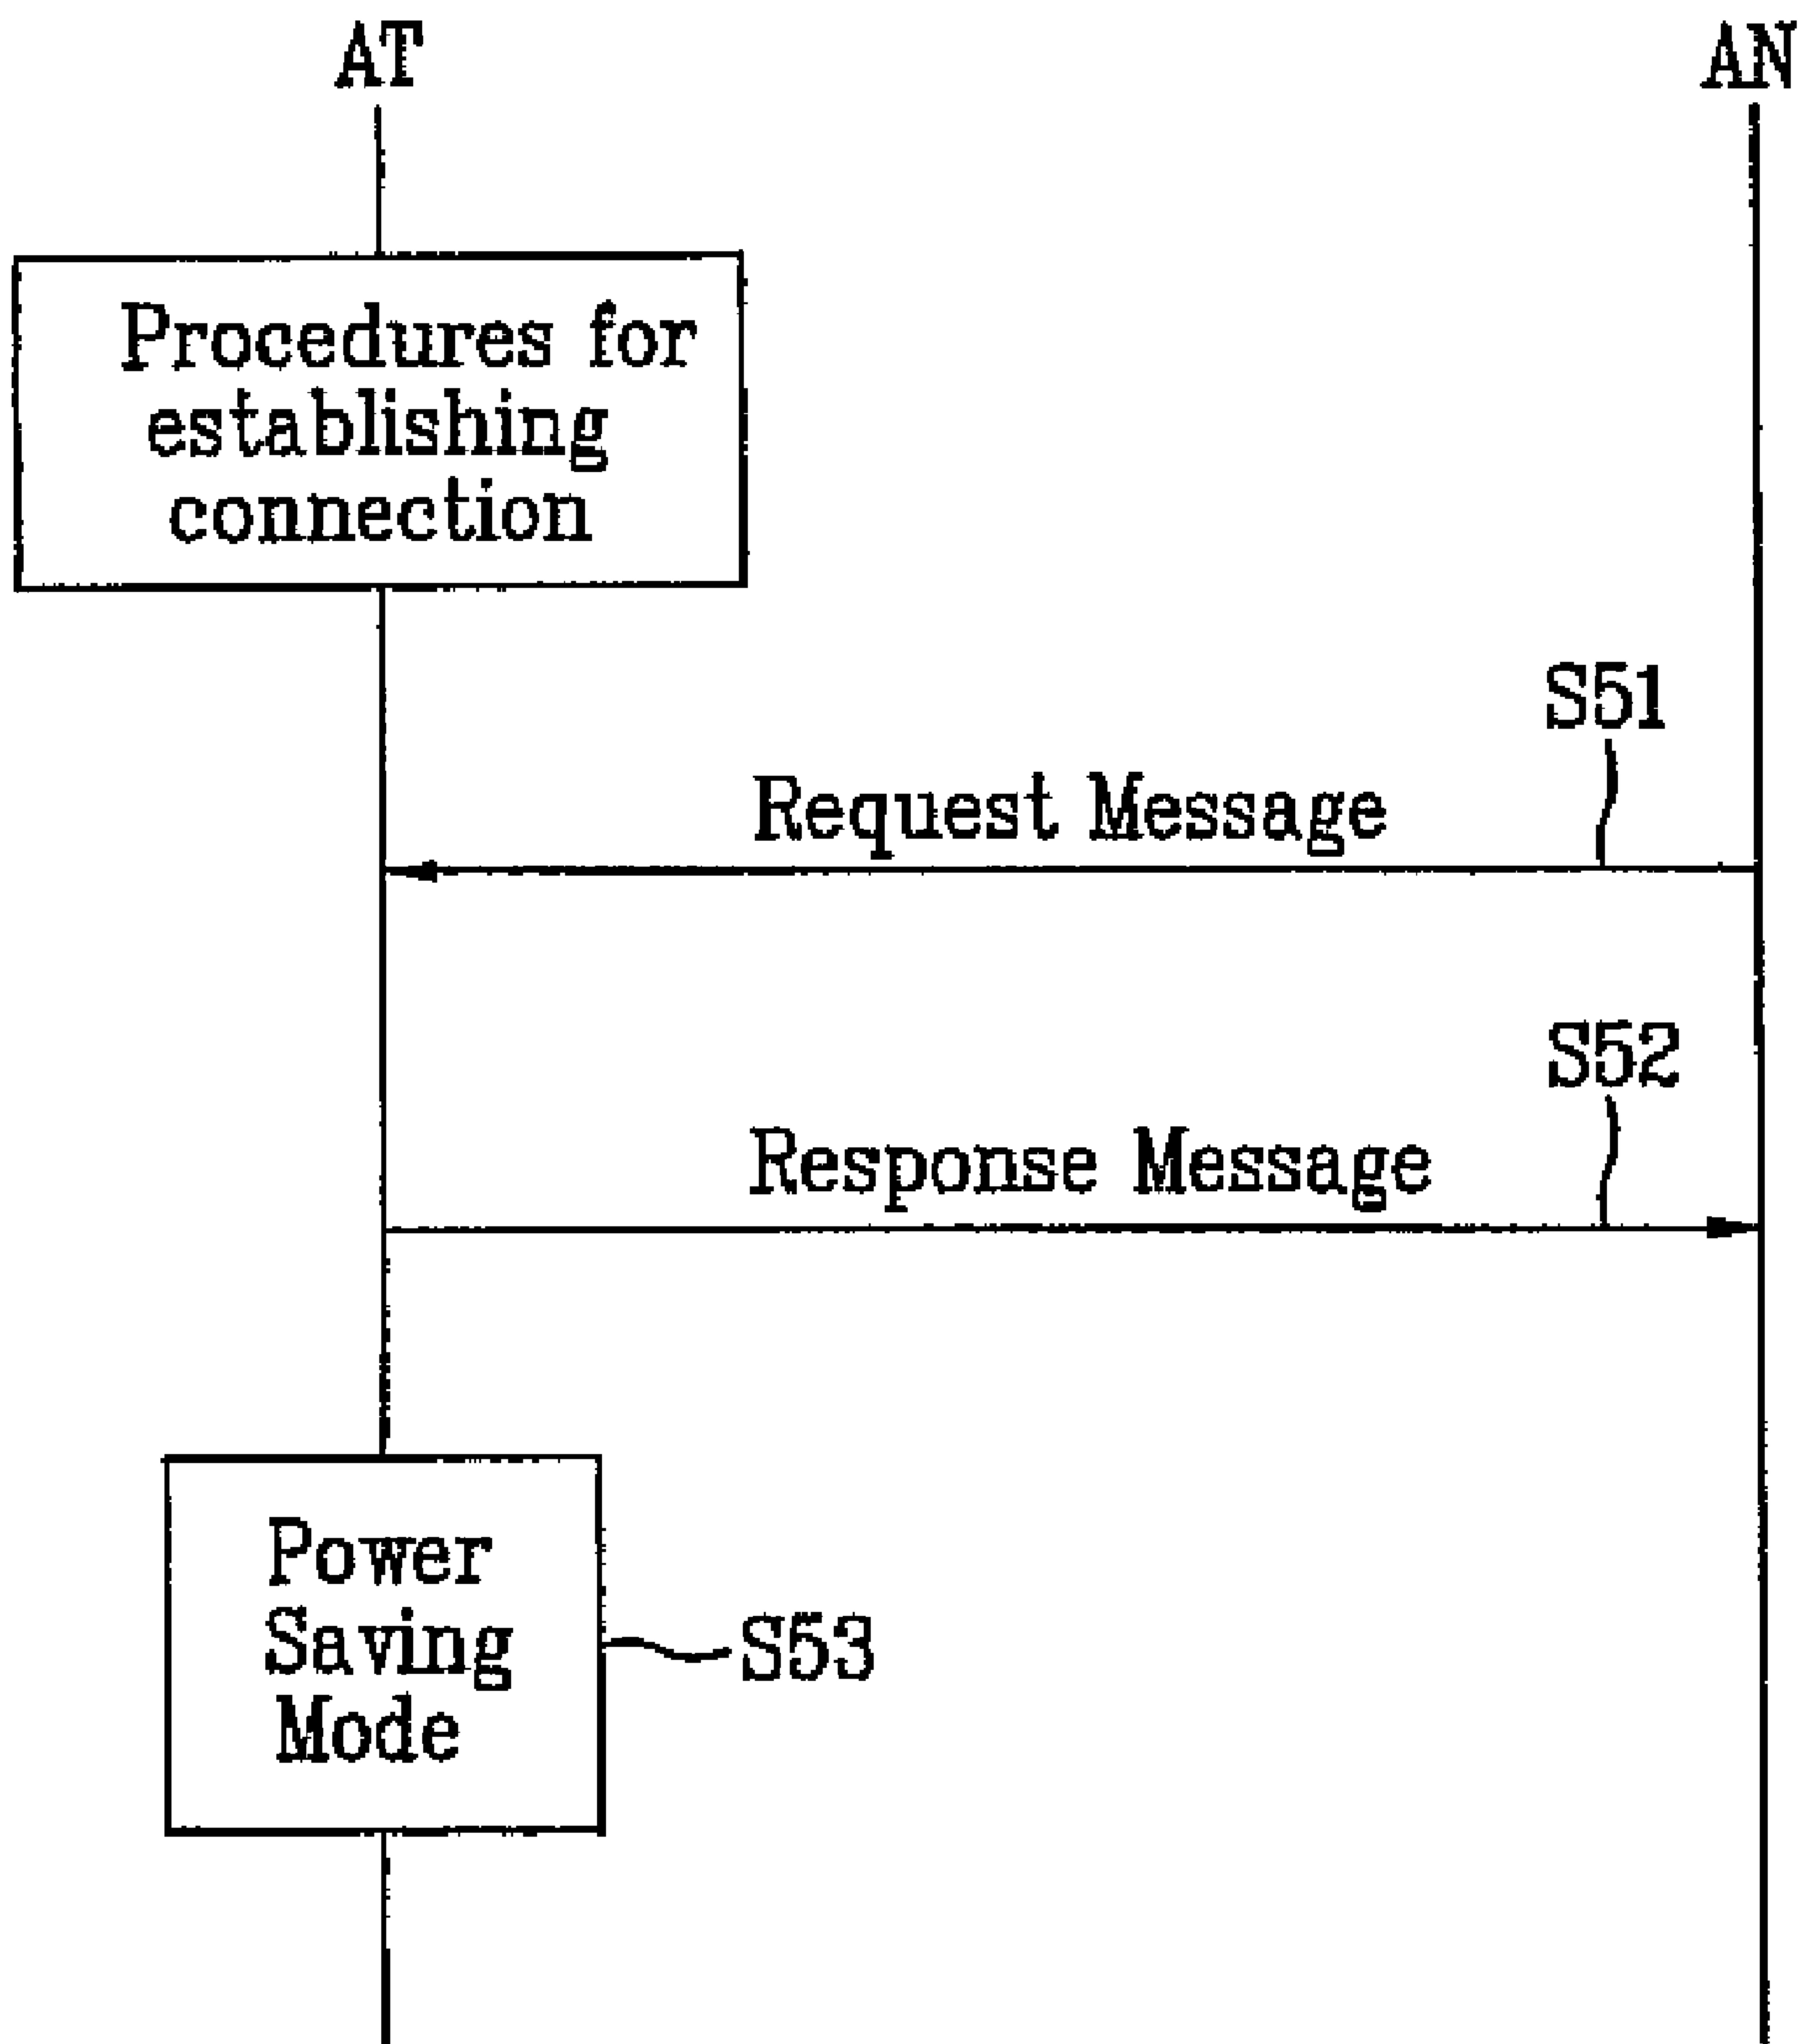 AT
AN
Procedures for
establishing
connection
S51
Request Message
S52
Response Message
Power
Saving
Mode
S53